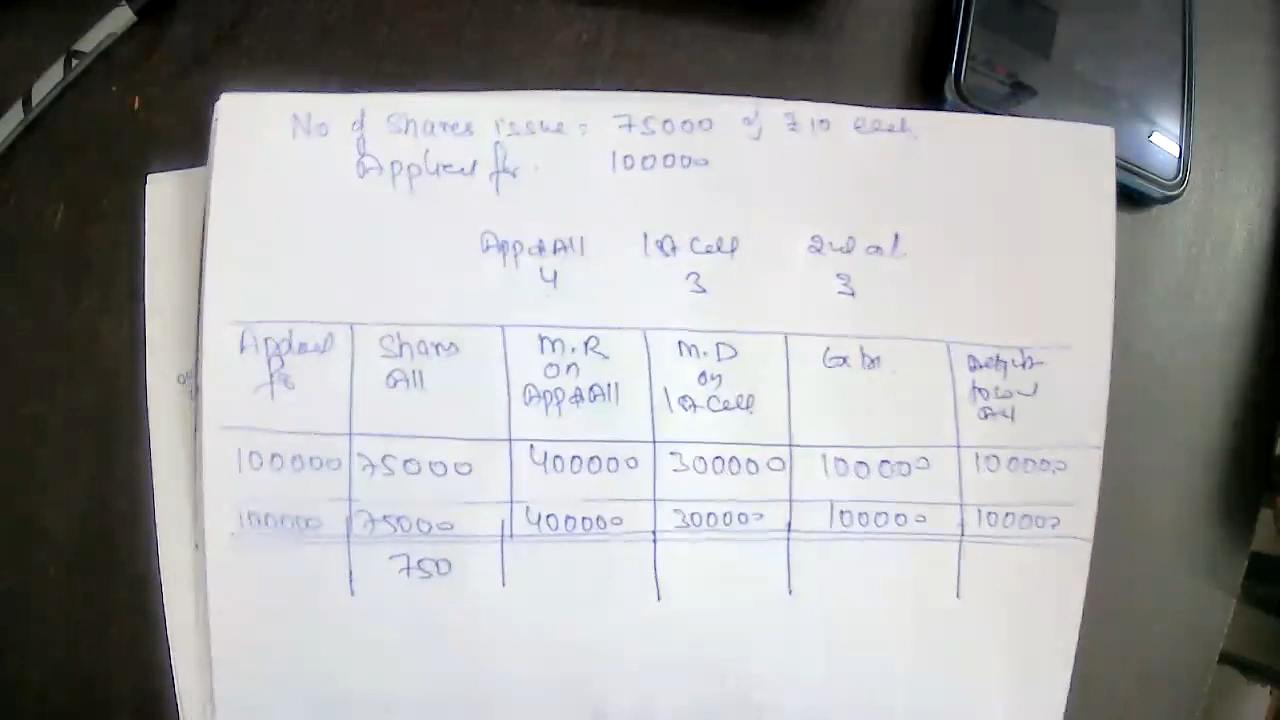 No of Shares issue = 75000 of ₹10 each
Applied for. 100000
App & All 1st Call 2nd
4 3 3
Applied for Shares All M.R on App & All M.D on 1st Call All
100000 75000 400000 300000 100000 100000
100000 75000 400000 300000 100000 100000
750